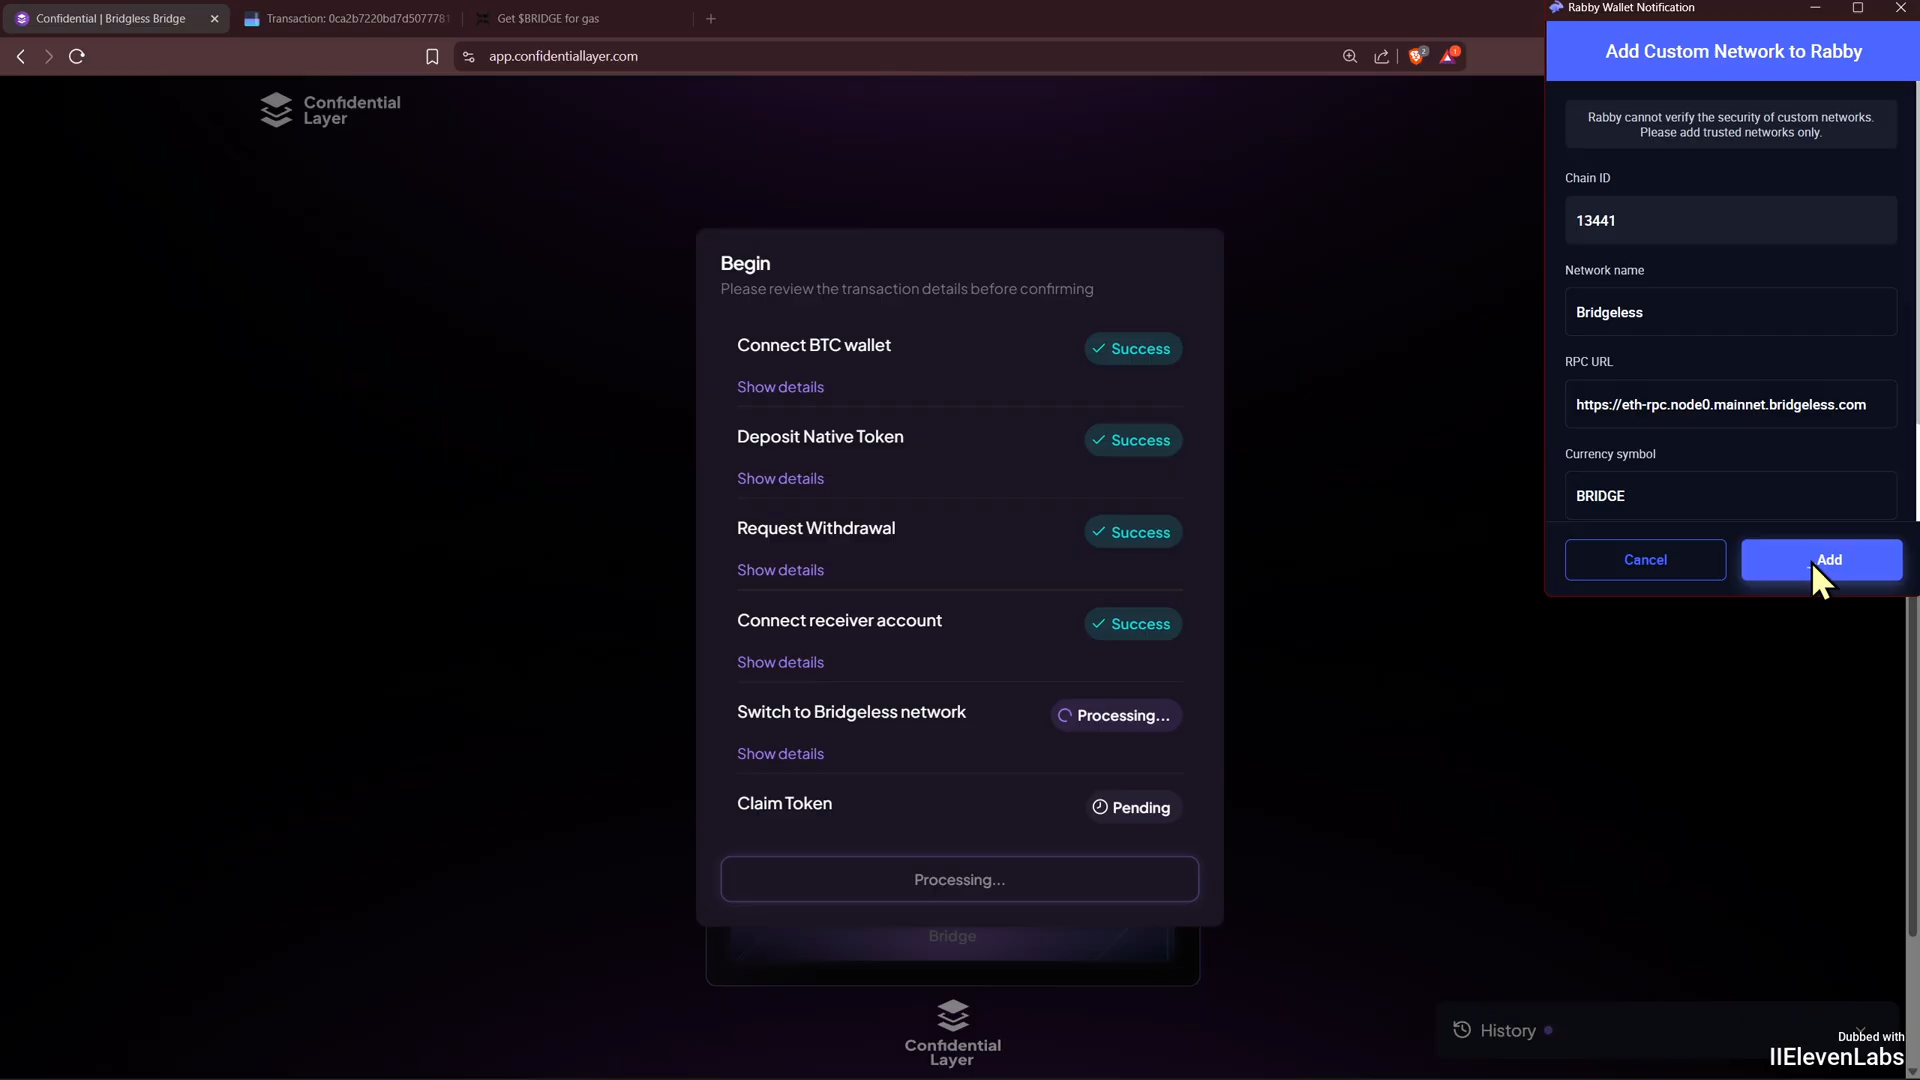 Confidential | Bridgless Bridge
Transaction: 0ca2b7220bd7d5077781
Get $BRIDGE for gas
Rabby Wallet Notification
app.confidentiallayer.com
2
1
Add Custom Network to Rabby
Confidential
Layer
Rabby cannot verify the security of custom networks.
Please add trusted networks only.
Chain ID
13441
Network name
Bridgeless
RPC URL
https://eth-rpc.node0.mainnet.bridgeless.com
Currency symbol
BRIDGE
Cancel
Add
Begin
Please review the transaction details before confirming
Connect BTC wallet
Success
Show details
Deposit Native Token
Success
Show details
Request Withdrawal
Success
Show details
Connect receiver account
Success
Show details
Switch to Bridgeless network
Processing...
Show details
Claim Token
Pending
Processing...
Bridge
Confidential
Layer
History
Dubbed with
IIElevenLabs